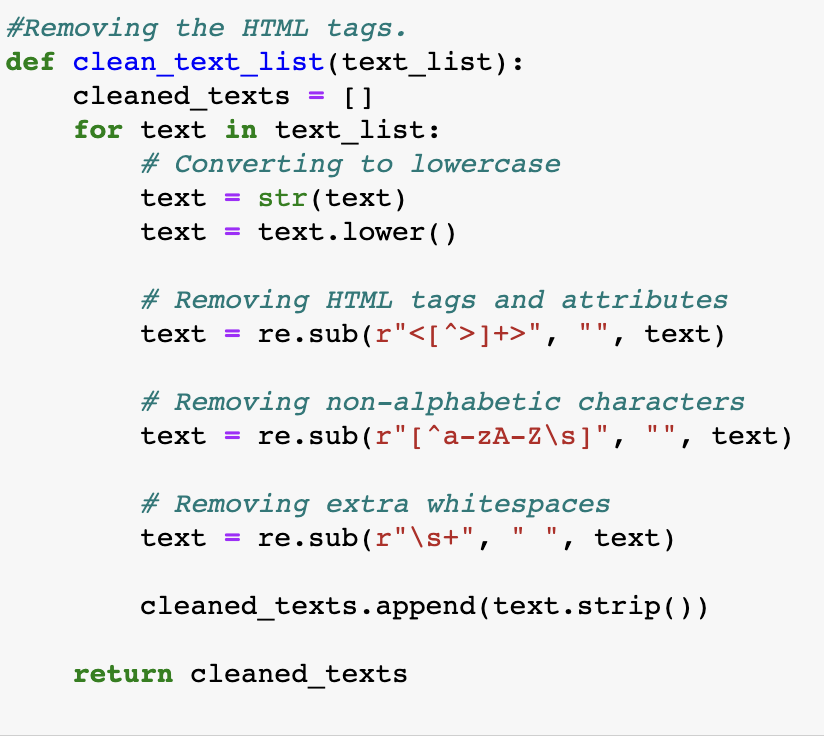 #Removing the HTML tags.
def clean_text_list(text_list):
    cleaned_texts = []
    for text in text_list:
        # Converting to lowercase
        text = str(text)
        text = text.lower()

        # Removing HTML tags and attributes
        text = re.sub(r"<[^>]+>", "", text)

        # Removing non-alphabetic characters
        text = re.sub(r"[^a-zA-Z\s]", "", text)

        # Removing extra whitespaces
        text = re.sub(r"\s+", " ", text)

        cleaned_texts.append(text.strip())

    return cleaned_texts